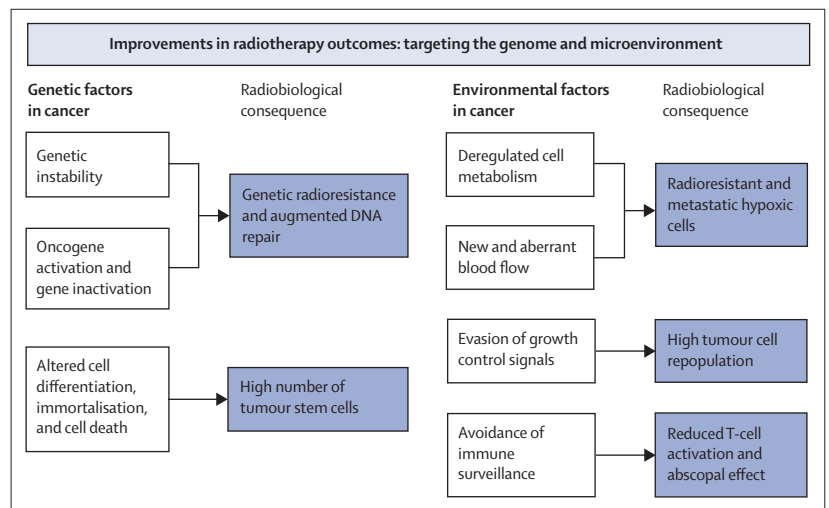 Improvements in radiotherapy outcomes: targeting the genome and microenvironment
Genetic factors
in cancer
Radiobiological
consequence
Genetic
instability
Oncogene
activation and
gene inactivation
Genetic radioresistance
and augmented DNA
repair
Altered cell
differentiation,
immortalisation,
and cell death
High number of
tumour stem cells
Environmental factors
in cancer
Radiobiological
consequence
Deregulated cell
metabolism
New and aberrant
blood flow
Radioresistant and
metastatic hypoxic
cells
Evasion of growth
control signals
High tumour cell
repopulation
Avoidance of
immune
surveillance
Reduced T-cell
activation and
abscopal effect